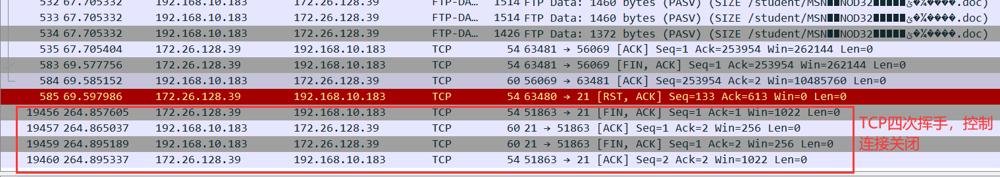 532 67.705332 192.168.10.183 172.26.128.39 FTP-DA… 1514 FTP Data: 1460 bytes (PASV) (SIZE /student/MSN■■NOD32■■■■■.doc)
533 67.705332 192.168.10.183 172.26.128.39 FTP-DA… 1514 FTP Data: 1460 bytes (PASV) (SIZE /student/MSN■■NOD32■■■■■.doc)
534 67.705332 192.168.10.183 172.26.128.39 FTP-DA… 1426 FTP Data: 1372 bytes (PASV) (SIZE /student/MSN■■NOD32■■■■■.doc)
535 67.705404 172.26.128.39 192.168.10.183 TCP 54 63481 → 56069 [ACK] Seq=1 Ack=253954 Win=262144 Len=0
583 69.577756 172.26.128.39 192.168.10.183 TCP 54 63481 → 56069 [FIN, ACK] Seq=1 Ack=253954 Win=262144 Len=0
584 69.585152 192.168.10.183 172.26.128.39 TCP 60 56069 → 63481 [ACK] Seq=253954 Ack=2 Win=10485760 Len=0
585 69.597986 172.26.128.39 192.168.10.183 TCP 54 63480 → 21 [RST, ACK] Seq=133 Ack=613 Win=0 Len=0
19456 264.857605 172.26.128.39 192.168.10.183 TCP 54 51863 → 21 [FIN, ACK] Seq=1 Ack=1 Win=1022 Len=0
19457 264.865037 192.168.10.183 172.26.128.39 TCP 60 21 → 51863 [ACK] Seq=1 Ack=2 Win=256 Len=0
19459 264.895189 192.168.10.183 172.26.128.39 TCP 60 21 → 51863 [FIN, ACK] Seq=1 Ack=2 Win=256 Len=0
19460 264.895337 172.26.128.39 192.168.10.183 TCP 54 51863 → 21 [ACK] Seq=2 Ack=2 Win=1022 Len=0
TCP四次挥手，控制
连接关闭